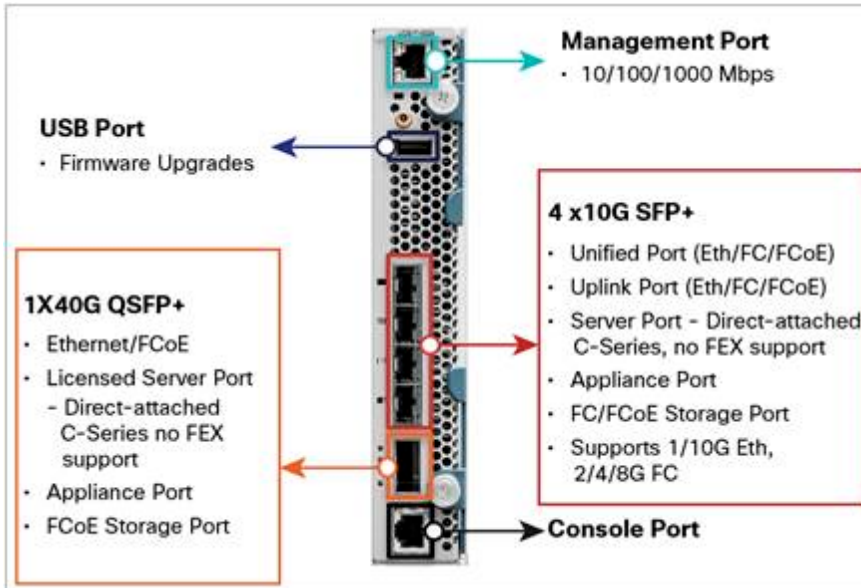 Management Port
• 10/100/1000 Mbps
USB Port
• Firmware Upgrades
4 x10G SFP+
• Unified Port (Eth/FC/FCoE)
• Uplink Port (Eth/FC/FCoE)
• Server Port - Direct-attached
C-Series, no FEX support
• Appliance Port
• FC/FCoE Storage Port
• Supports 1/10G Eth,
2/4/8G FC
1X40G QSFP+
• Ethernet/FCoE
• Licensed Server Port
- Direct-attached
C-Series no FEX
support
• Appliance Port
• FCoE Storage Port
Console Port